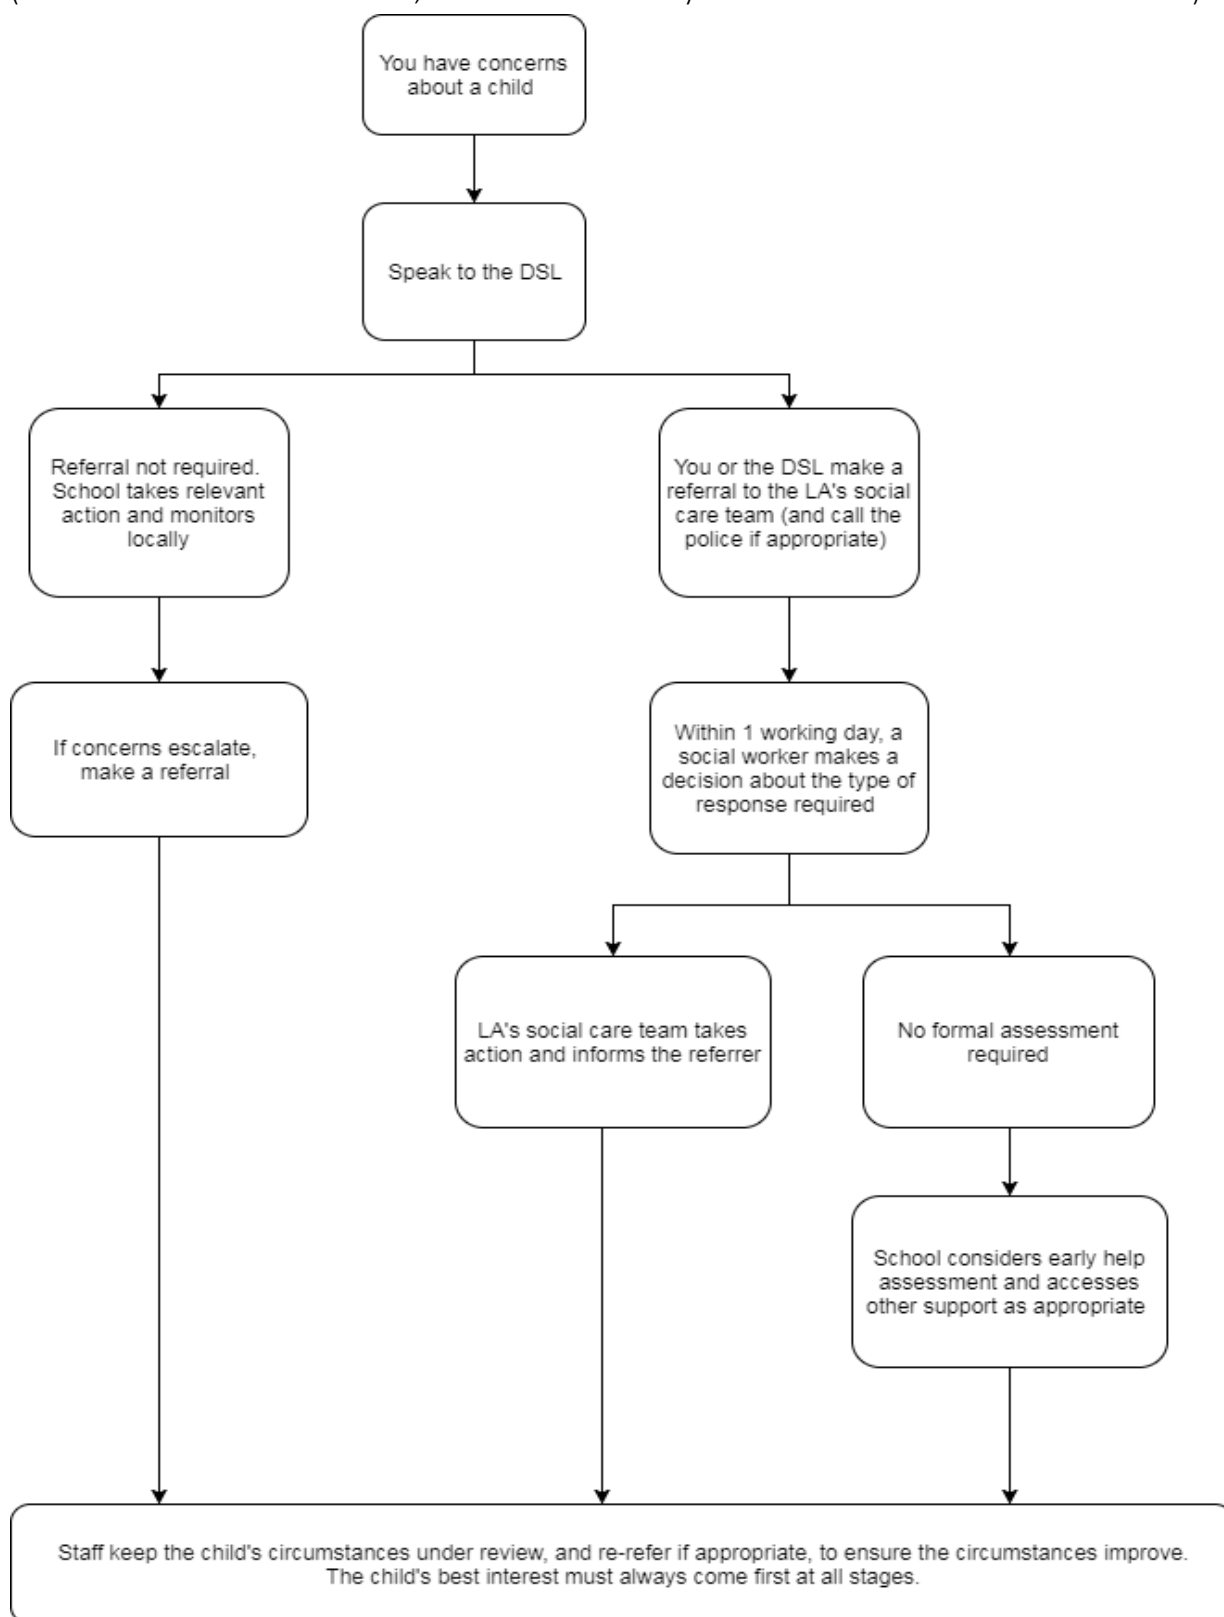 You have concerns
about a child
Speak to the DSL
Referral not required.
School takes relevant
action and monitors
locally
You or the DSL make a
referral to the LA's social
care team (and call the
police if appropriate)
If concerns escalate,
make a referral
Within 1 working day, a
social worker makes a
decision about the type of
response required
LA's social care team takes
action and informs the referrer
No formal assessment
required
School considers early help
assessment and accesses
other support as appropriate
Staff keep the child's circumstances under review, and re-refer if appropriate, to ensure the circumstances improve.
The child's best interest must always come first at all stages.